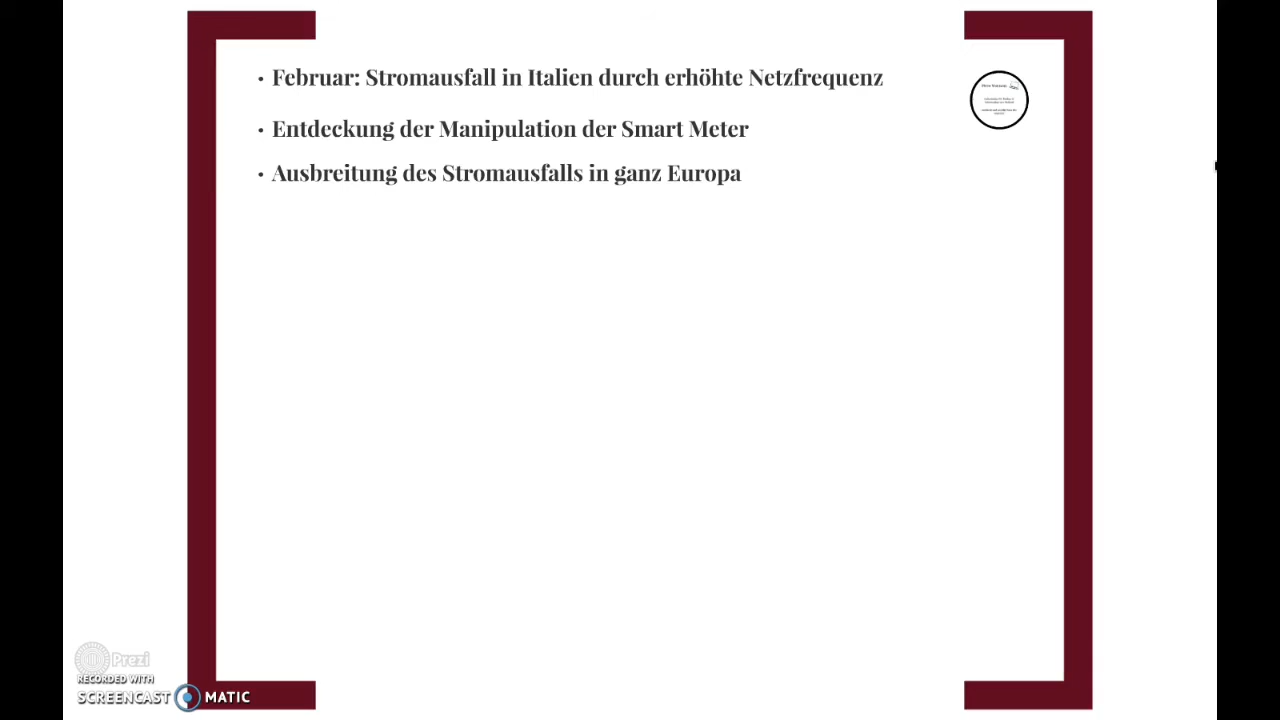 • Februar: Stromausfall in Italien durch erhöhte Netzfrequenz
• Entdeckung der Manipulation der Smart Meter
• Ausbreitung des Stromausfalls in ganz Europa
Prezi
RECORDED WITH
SCREENCAST MATIC